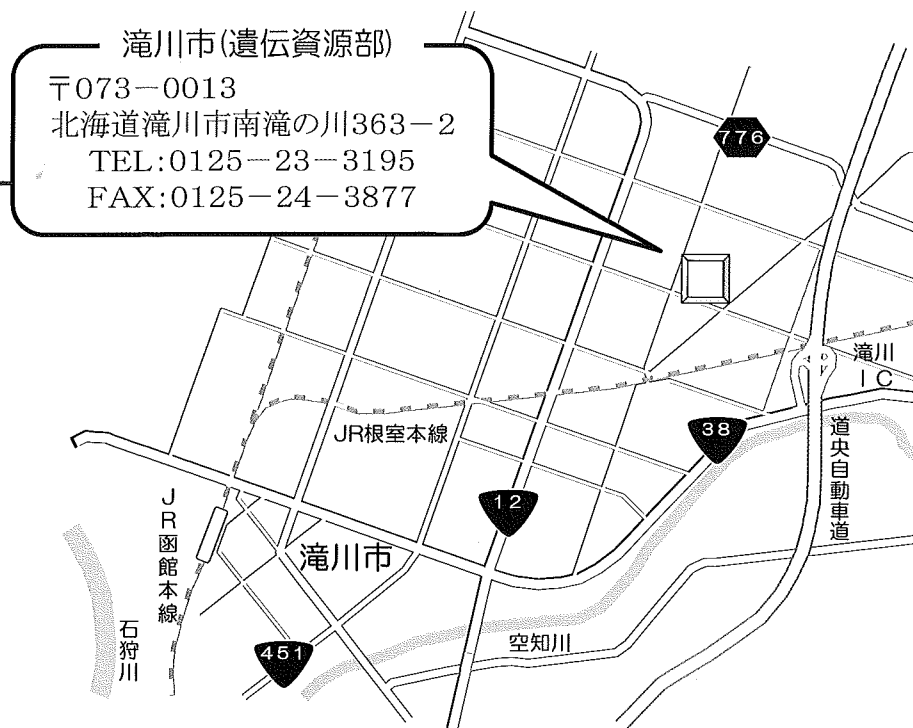 滝川市(遺伝資源部)
〒073−0013
北海道滝川市南滝の川363−2
TEL:0125−23−3195
FAX:0125−24−3877
776
滝川
IC
38
JR根室本線
道央自動車道
12
JR函館本線
滝川市
石狩川
451
空知川